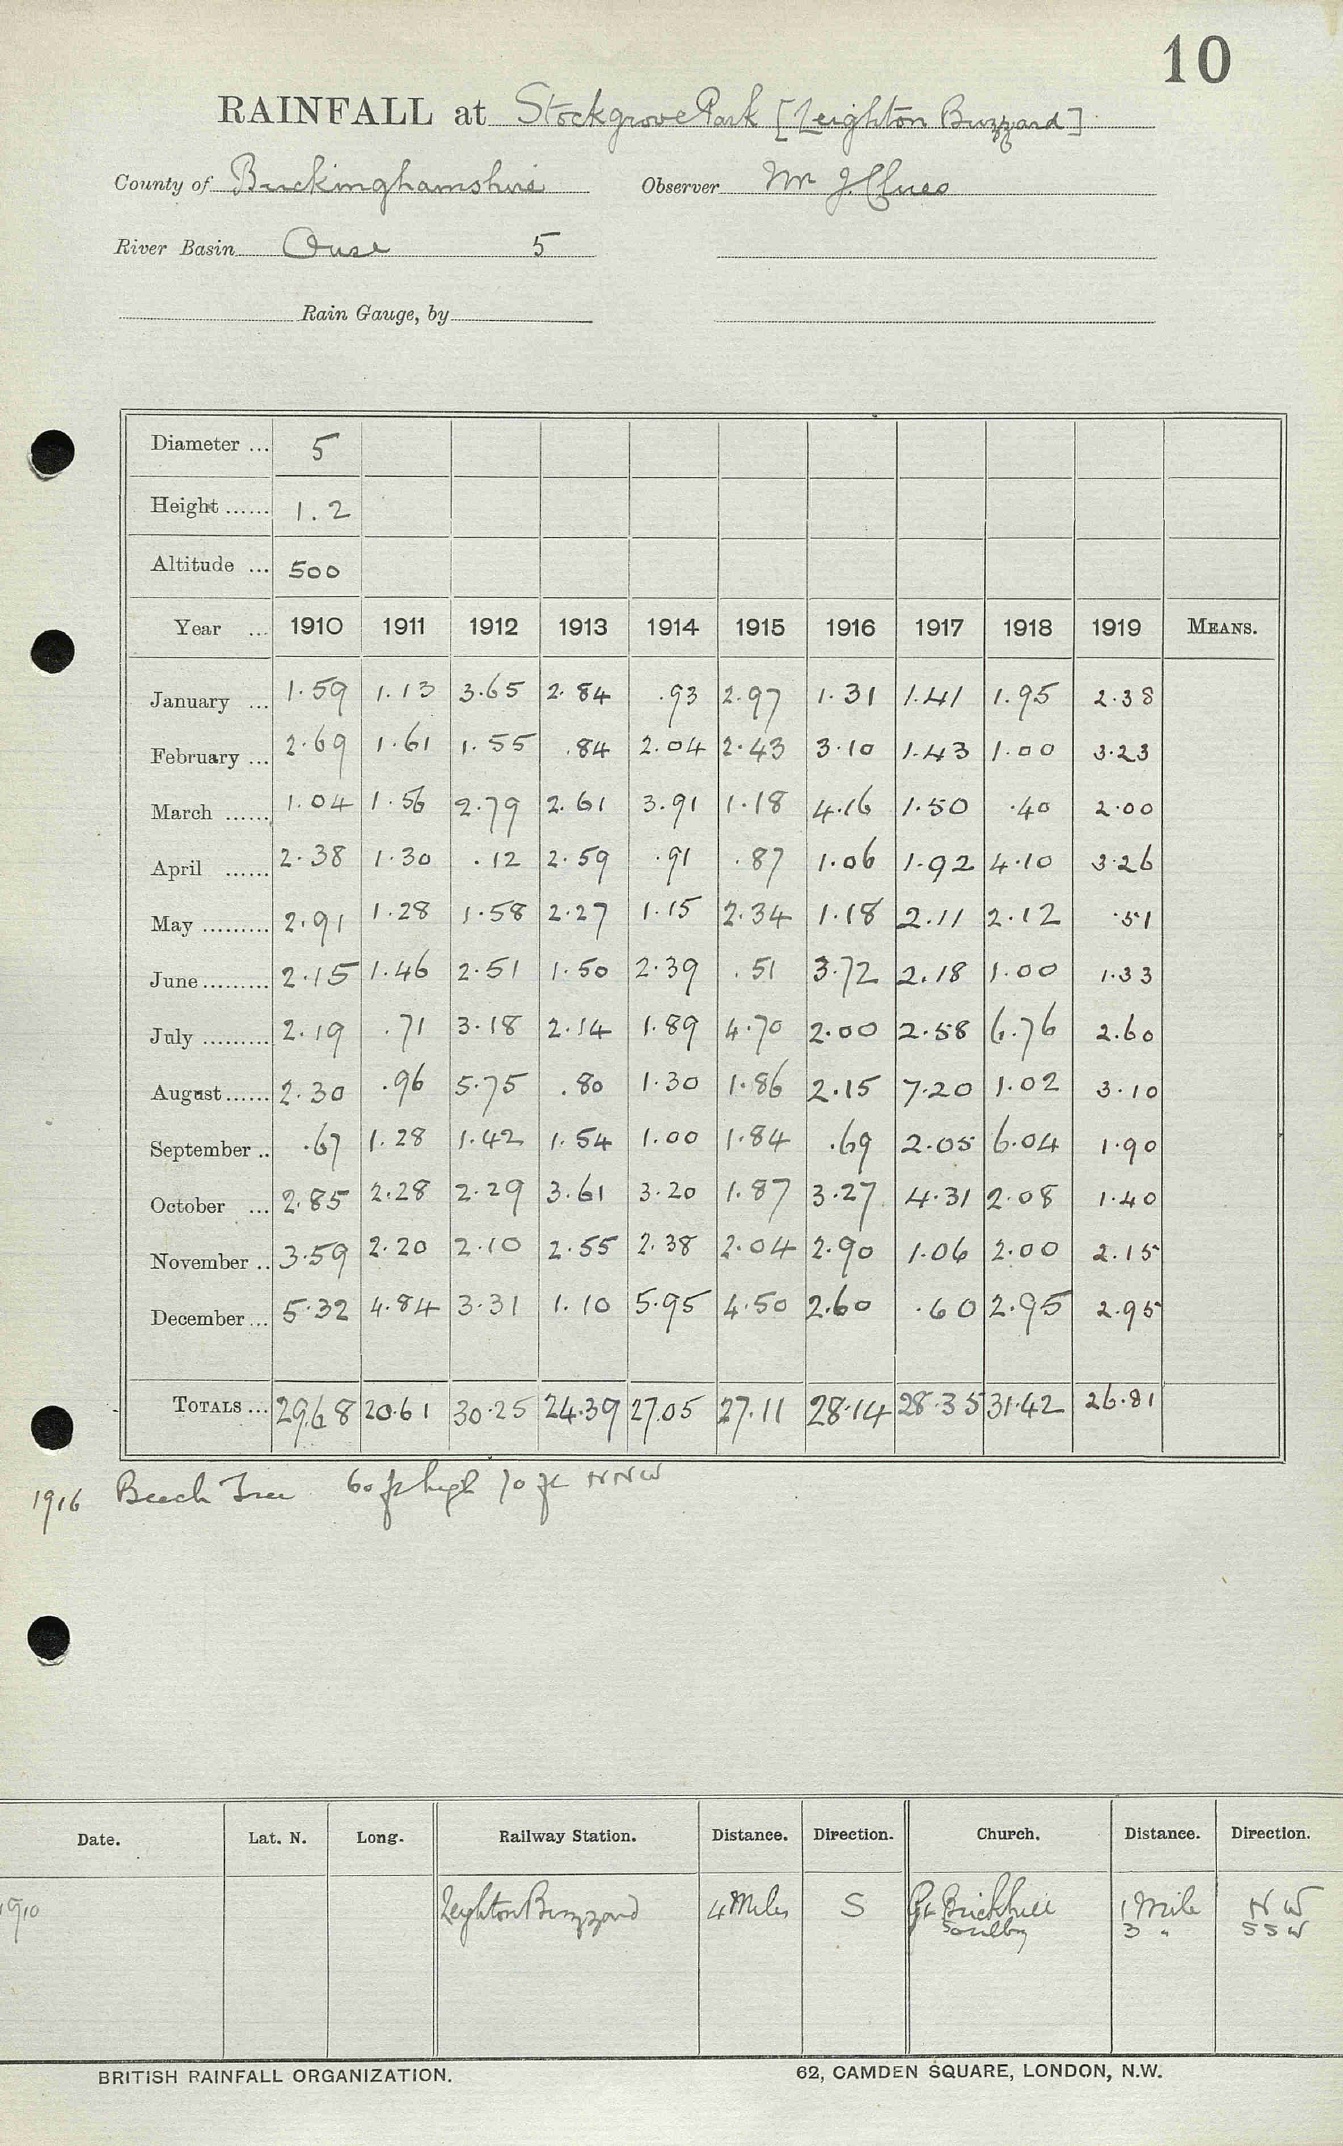 10
RAINFALL at Stockgrove Park [Leighton Buzzard]
County of Buckinghamshire Observer Mr J. Clues
River Basin Ouse 5
Rain Gauge, by
Diameter ... 5
Height ...... 1.2
Altitude ... 500
Year ... 1910 1911 1912 1913 1914 1915 1916 1917 1918 1919 MEANS.
January ... 1.59 1.13 3.65 2.84 .93 2.97 1.31 1.41 1.95 2.38
February ... 2.69 1.61 1.55 .84 2.04 2.43 3.10 1.43 1.00 3.23
March ...... 1.04 1.56 2.79 2.61 3.91 1.18 4.16 1.50 .40 2.00
April ...... 2.38 1.30 .12 2.59 .91 .87 1.06 1.92 4.10 3.26
May ......... 2.91 1.28 1.58 2.27 1.15 2.34 1.18 2.11 2.12 .51
June ......... 2.15 1.46 2.51 1.50 2.39 .51 3.72 2.18 1.00 1.33
July ......... 2.19 .71 3.18 2.14 1.89 4.70 2.00 2.58 6.76 2.60
August ...... 2.30 .96 5.75 .80 1.30 1.86 2.15 7.20 1.02 3.10
September .. .67 1.28 1.42 1.54 1.00 1.84 .69 2.05 6.04 1.90
October ... 2.85 2.28 2.29 3.61 3.20 1.87 3.27 4.31 2.08 1.40
November .. 3.59 2.20 2.10 2.55 2.38 2.04 2.90 1.06 2.00 2.15
December ... 5.32 4.84 3.31 1.10 5.95 4.50 2.60 .60 2.95 2.95
TOTALS ... 29.68 20.61 30.25 24.39 27.05 27.11 28.14 28.35 31.42 26.81
1916 Beech Tree 60 ft high 70 ft NNW
Date. Lat. N. Long. Railway Station. Distance. Direction. Church. Distance. Direction.
1910 Leighton Buzzard 4 Miles S Gt. Brickhill 1 Mile NW
Soulbury 3 " SSW
BRITISH RAINFALL ORGANIZATION. 62, CAMDEN SQUARE, LONDON, N.W.